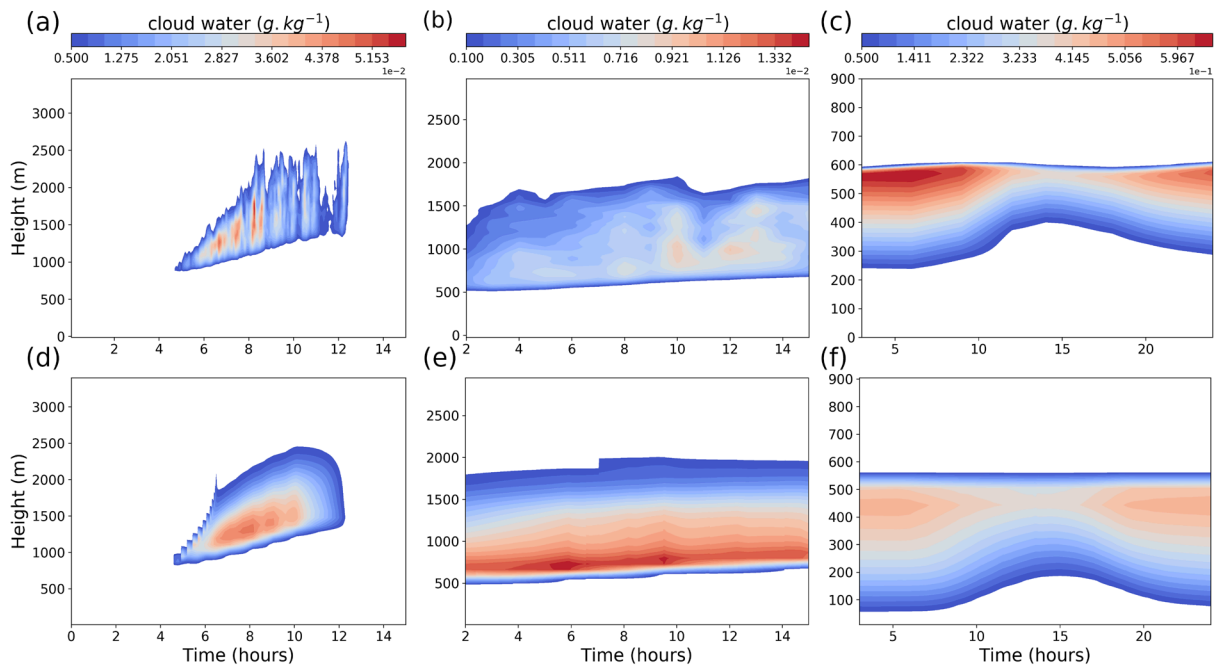 (a)
cloud water (g.kg⁻¹)
0.500 1.275 2.051 2.827 3.602 4.378 5.153
1e-2
Height (m)
3000
2500
2000
1500
1000
500
0
2 4 6 8 10 12 14
(b)
cloud water (g.kg⁻¹)
0.100 0.305 0.511 0.716 0.921 1.126 1.332
1e-2
2500
2000
1500
1000
500
0
2 4 6 8 10 12 14
(c)
cloud water (g.kg⁻¹)
0.500 1.411 2.322 3.233 4.145 5.056 5.967
1e-1
900
800
700
600
500
400
300
200
100
0
5 10 15 20
(d)
Height (m)
3000
2500
2000
1500
1000
500
0
0 2 4 6 8 10 12 14
Time (hours)
(e)
2500
2000
1500
1000
500
2 4 6 8 10 12 14
Time (hours)
(f)
900
800
700
600
500
400
300
200
100
5 10 15 20
Time (hours)